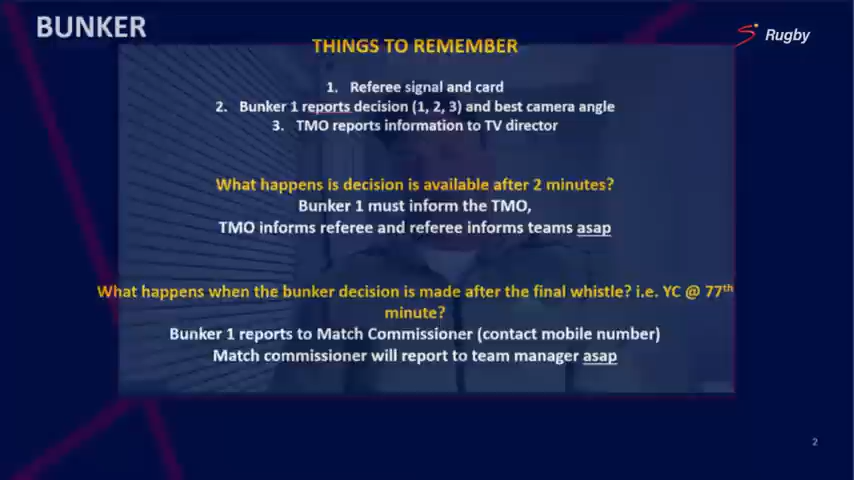 BUNKER
Rugby
THINGS TO REMEMBER
1. Referee signal and card
2. Bunker 1 reports decision (1, 2, 3) and best camera angle
3. TMO reports information to TV director
What happens is decision is available after 2 minutes?
Bunker 1 must inform the TMO,
TMO informs referee and referee informs teams asap
What happens when the bunker decision is made after the final whistle? i.e. YC @ 77th
minute?
Bunker 1 reports to Match Commissioner (contact mobile number)
Match commissioner will report to team manager asap
2